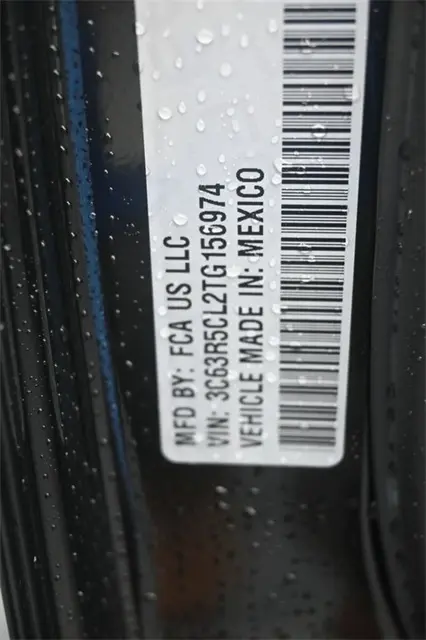 MFD BY: FCA US LLC
VIN: 3C63R5CL2TG156974
VEHICLE MADE IN: MEXICO